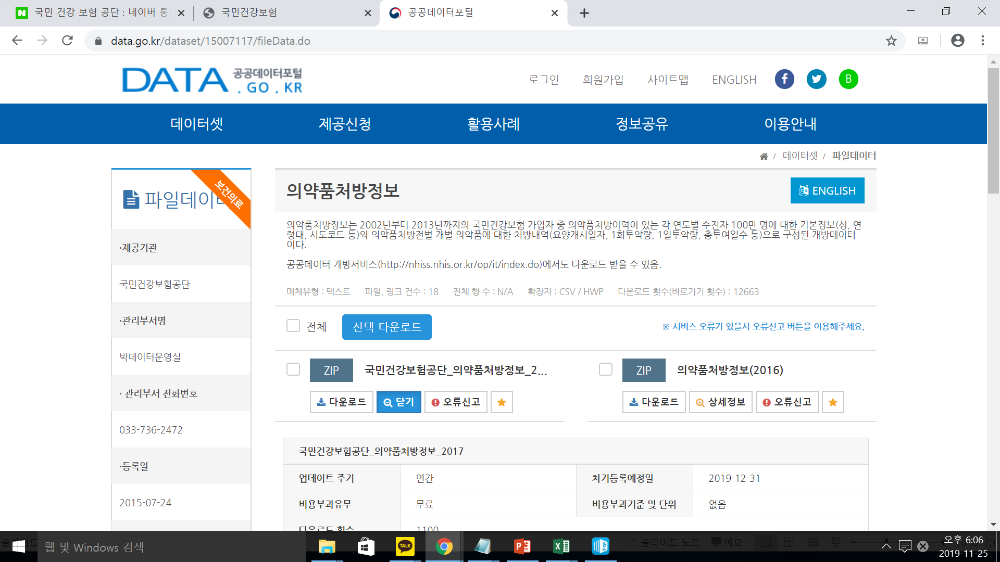 국민 건강 보험 공단 : 네이버 통
국민건강보험
공공데이터포털
data.go.kr/dataset/15007117/fileData.do
DATA 공공데이터포털
.GO.KR
로그인 회원가입 사이트맵 ENGLISH f B
데이터셋 제공신청 활용사례 정보공유 이용안내
/ 데이터셋 / 파일데이터
파일데이터
보건의료
의약품처방정보
ENGLISH
의약품처방정보는 2002년부터 2013년까지의 국민건강보험 가입자 중 의약품처방이력이 있는 각 연도별 수진자 100만 명에 대한 기본정보(성, 연
령대, 시도코드 등)와 의약품처방전별 개별 의약품에 대한 처방내역(요양개시일자, 1회투약량, 1일투약량, 총투여일수 등)으로 구성된 개방데이터
이다.
공공데이터 개방서비스(http://nhiss.nhis.or.kr/op/it/index.do)에서도 다운로드 받을 수 있음.
매체유형 : 텍스트 파일, 링크 건수 : 18 전체 행 수 : N/A 확장자 : CSV / HWP 다운로드 횟수(바로가기 횟수) : 12663
·제공기관
국민건강보험공단
·관리부서명
빅데이터운영실
· 관리부서 전화번호
033-736-2472
·등록일
2015-07-24
전체 선택 다운로드
※ 서비스 오류가 있을시 오류신고 버튼을 이용해주세요.
ZIP 국민건강보험공단_의약품처방정보_2...
다운로드 닫기 오류신고
ZIP 의약품처방정보(2016)
다운로드 상세정보 오류신고
국민건강보험공단_의약품처방정보_2017
업데이트 주기 연간 차기등록예정일 2019-12-31
비용부과유무 무료 비용부과기준 및 단위 없음
다운로드 횟수 1100
웹 및 Windows 검색
TALK
슬라이드 노트 메모
오후 6:06
2019-11-25